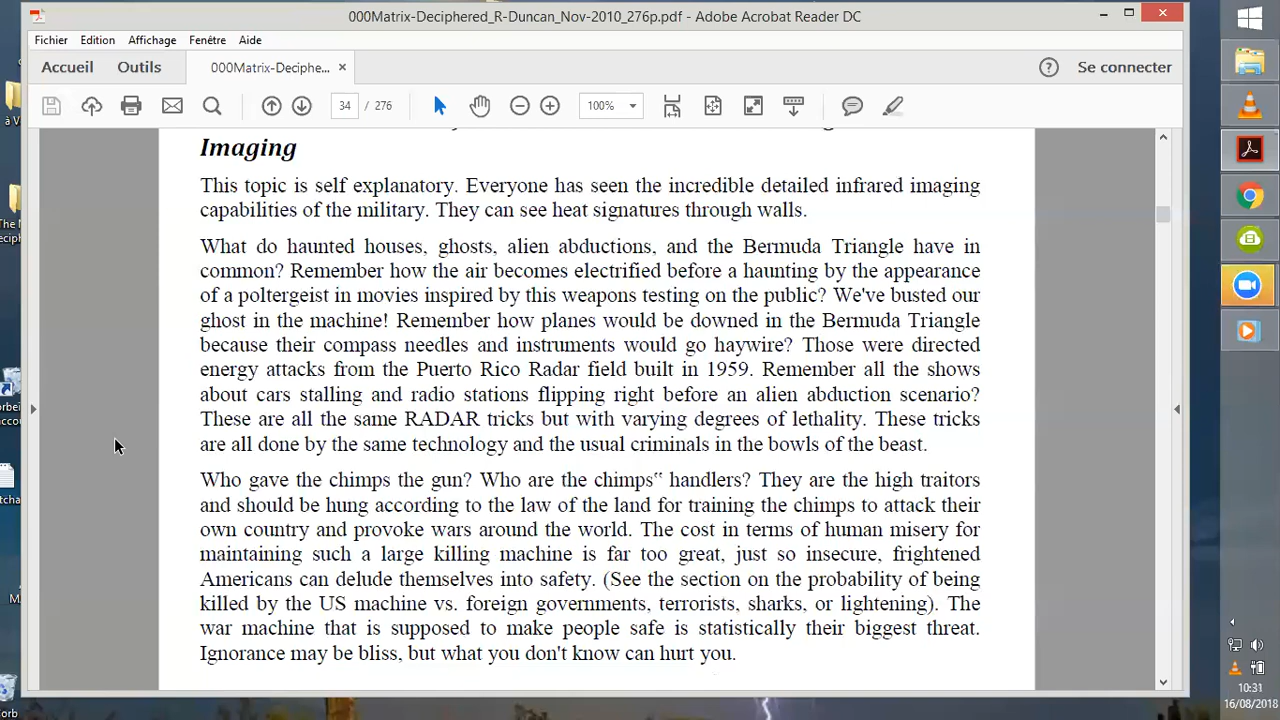 000Matrix-Deciphered_R-Duncan_Nov-2010_276p.pdf - Adobe Acrobat Reader DC
Fichier Edition Affichage Fenêtre Aide
Accueil Outils 000Matrix-Deciphe... × ? Se connecter
34 / 276 100%
Imaging
This topic is self explanatory. Everyone has seen the incredible detailed infrared imaging
capabilities of the military. They can see heat signatures through walls.
What do haunted houses, ghosts, alien abductions, and the Bermuda Triangle have in
common? Remember how the air becomes electrified before a haunting by the appearance
of a poltergeist in movies inspired by this weapons testing on the public? We've busted our
ghost in the machine! Remember how planes would be downed in the Bermuda Triangle
because their compass needles and instruments would go haywire? Those were directed
energy attacks from the Puerto Rico Radar field built in 1959. Remember all the shows
about cars stalling and radio stations flipping right before an alien abduction scenario?
These are all the same RADAR tricks but with varying degrees of lethality. These tricks
are all done by the same technology and the usual criminals in the bowls of the beast.
Who gave the chimps the gun? Who are the chimps‟ handlers? They are the high traitors
and should be hung according to the law of the land for training the chimps to attack their
own country and provoke wars around the world. The cost in terms of human misery for
maintaining such a large killing machine is far too great, just so insecure, frightened
Americans can delude themselves into safety. (See the section on the probability of being
killed by the US machine vs. foreign governments, terrorists, sharks, or lightening). The
war machine that is supposed to make people safe is statistically their biggest threat.
Ignorance may be bliss, but what you don't know can hurt you.
10:31
16/08/2018